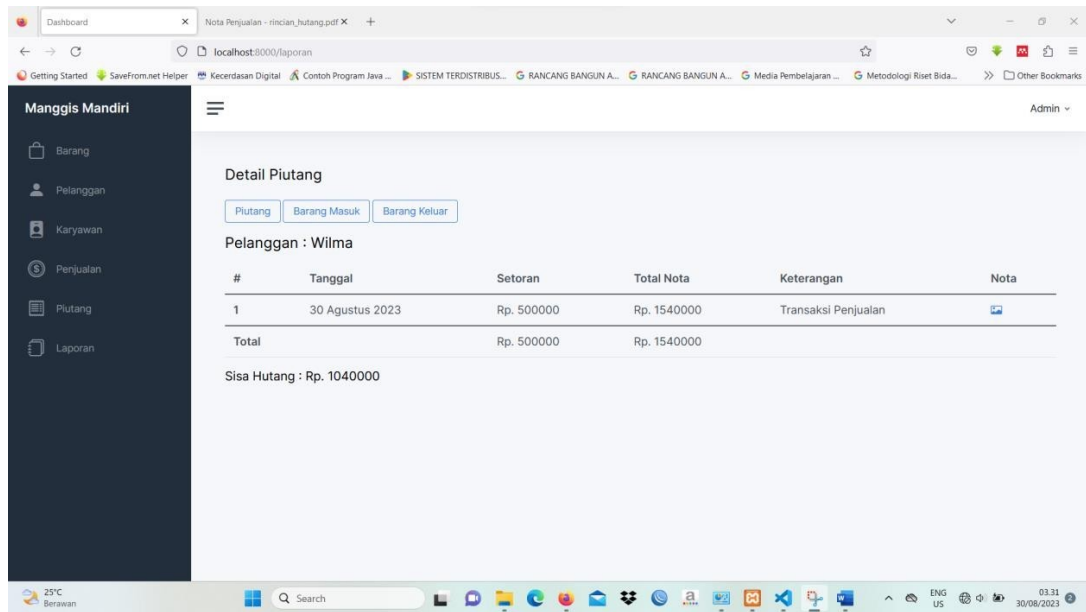 Dashboard
Nota Penjualan - rincian_hutang.pdf
localhost:8000/laporan
Getting Started SaveFrom.net Helper Kecerdasan Digital Contoh Program Java ... SISTEM TERDISTRIBUS... RANCANG BANGUN A... RANCANG BANGUN A... Media Pembelajaran ... Metodologi Riset Bida... Other Bookmarks
Manggis Mandiri
Admin
Barang
Pelanggan
Karyawan
Penjualan
Piutang
Laporan
Detail Piutang
Piutang Barang Masuk Barang Keluar
Pelanggan : Wilma
# Tanggal Setoran Total Nota Keterangan Nota
1 30 Agustus 2023 Rp. 500000 Rp. 1540000 Transaksi Penjualan
Total Rp. 500000 Rp. 1540000
Sisa Hutang : Rp. 1040000
25°C
Berawan
Search
ENG
US
03.31
30/08/2023
2